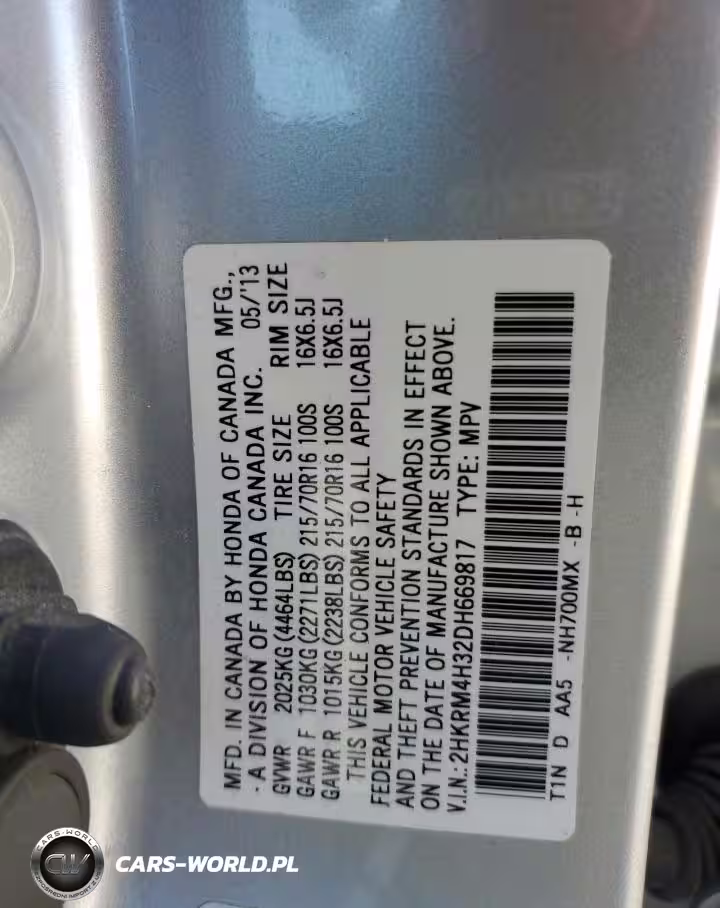 MFD. IN CANADA BY HONDA OF CANADA MFG.,
- A DIVISION OF HONDA CANADA INC. 05/'13
GVWR 2025KG (4464LBS) TIRE SIZE RIM SIZE
GAWR F 1030KG (2271LBS) 215/70R16 100S 16X6.5J
GAWR R 1015KG (2238LBS) 215/70R16 100S 16X6.5J
THIS VEHICLE CONFORMS TO ALL APPLICABLE
FEDERAL MOTOR VEHICLE SAFETY
AND THEFT PREVENTION STANDARDS IN EFFECT
ON THE DATE OF MANUFACTURE SHOWN ABOVE.
V.I.N.: 2HKRM4H32DH669817 TYPE: MPV
T1N D AA5 -NH700MX -B -H
CARS-WORLD
CW
CARS-WORLD.PL